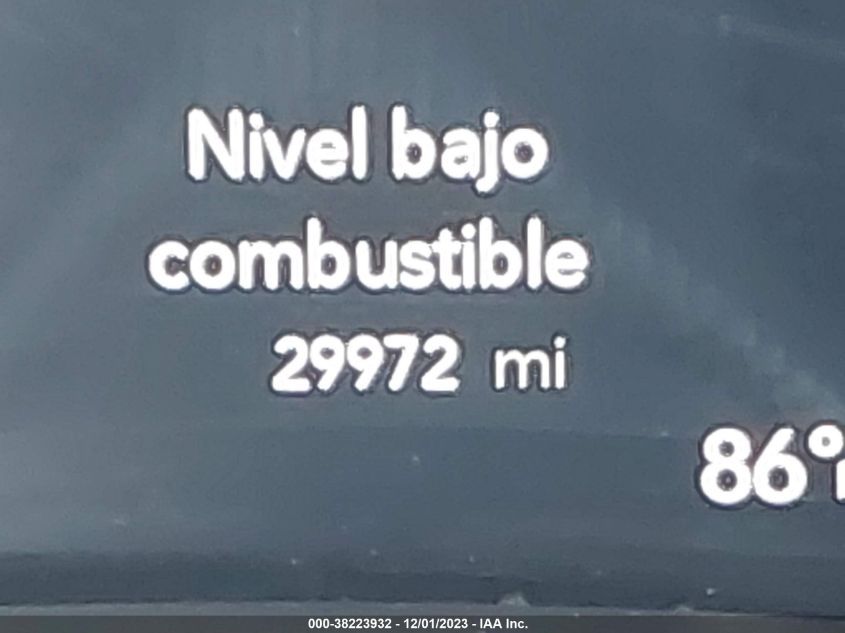 Nivel bajo
combustible
29972 mi
86°
000-38223932 - 12/01/2023 - IAA Inc.